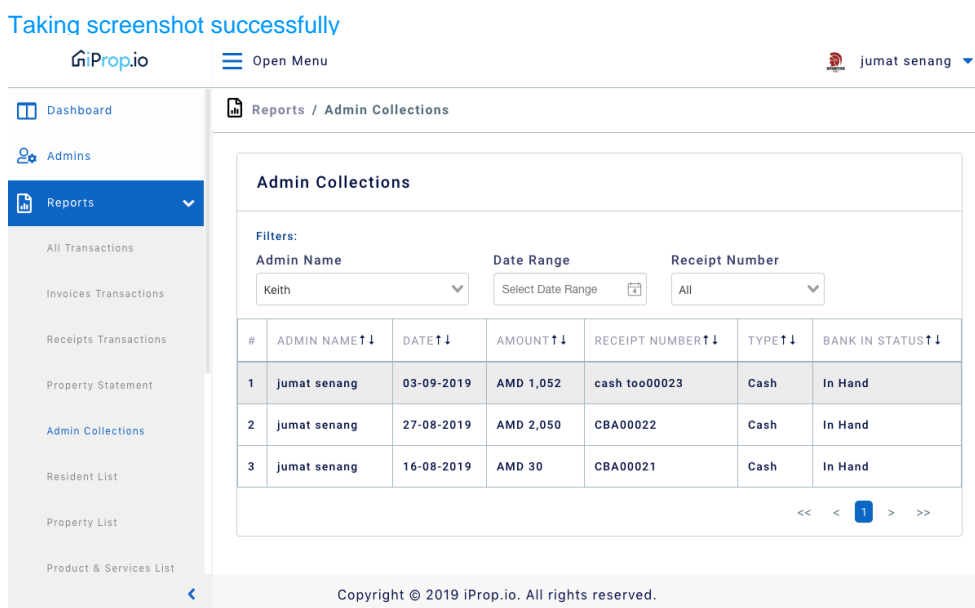 Taking screenshot successfully
iProp.io
Open Menu
jumat senang
Dashboard
Admins
Reports
All Transactions
Invoices Transactions
Receipts Transactions
Property Statement
Admin Collections
Resident List
Property List
Product & Services List
Reports / Admin Collections
Admin Collections
Filters:
Admin Name Date Range Receipt Number
Keith Select Date Range 4 All
# ADMIN NAME↑↓ DATE↑↓ AMOUNT↑↓ RECEIPT NUMBER↑↓ TYPE↑↓ BANK IN STATUS↑↓
1 jumat senang 03-09-2019 AMD 1,052 cash too00023 Cash In Hand
2 jumat senang 27-08-2019 AMD 2,050 CBA00022 Cash In Hand
3 jumat senang 16-08-2019 AMD 30 CBA00021 Cash In Hand
<< < 1 > >>
Copyright © 2019 iProp.io. All rights reserved.